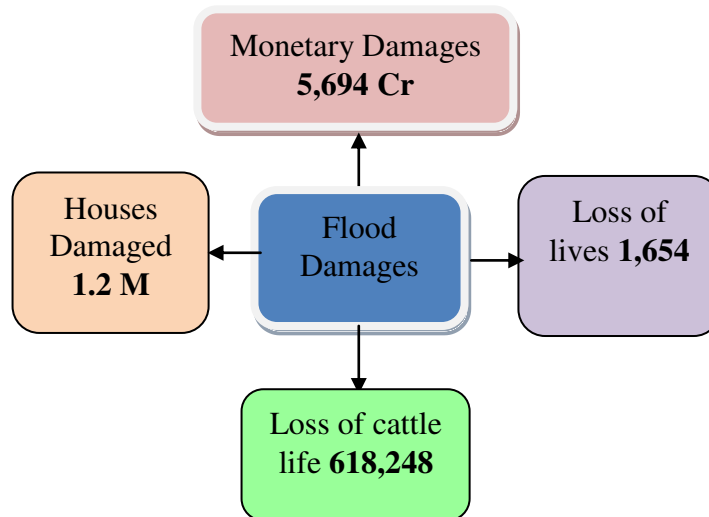 Monetary Damages
5,694 Cr
Houses
Damaged
1.2 M
Flood
Damages
Loss of
lives 1,654
Loss of cattle
life 618,248